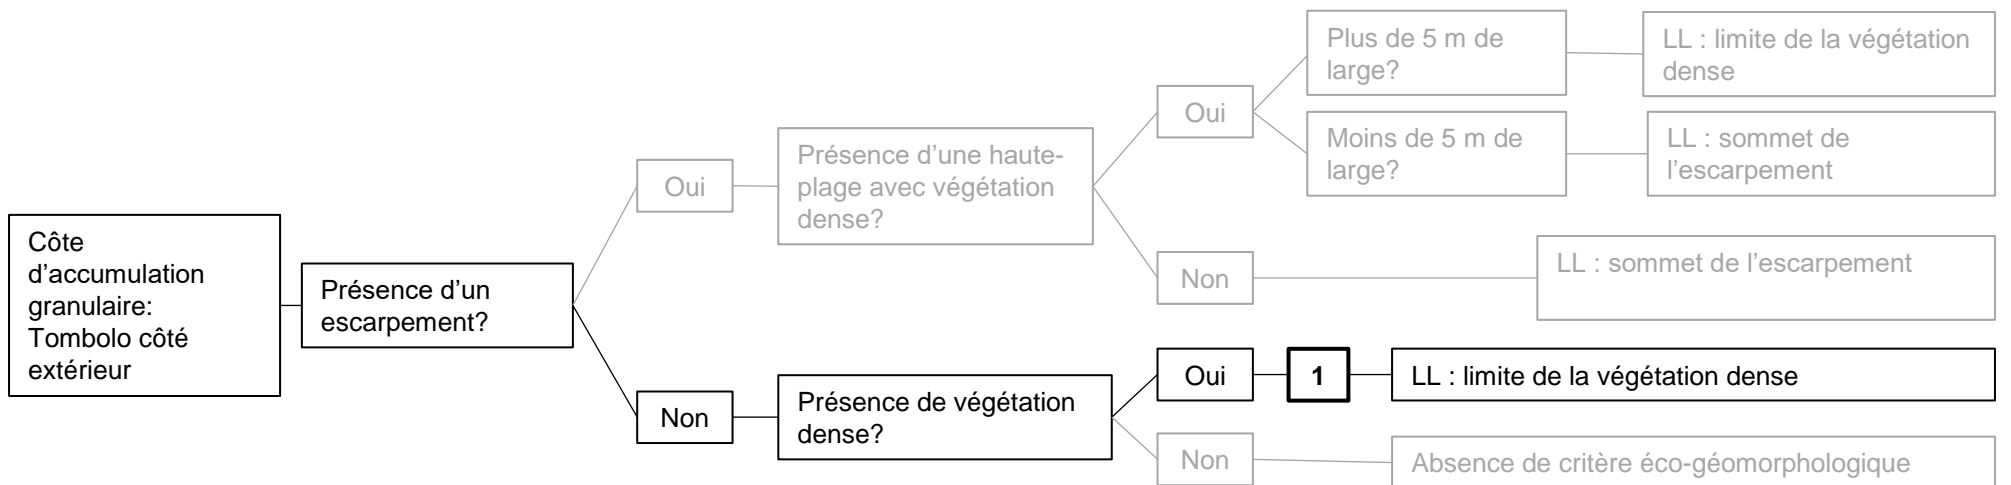 Côte
d'accumulation
granulaire:
Tombolo côté
extérieur
Présence d'un
escarpement?
Oui
Présence d'une haute-
plage avec végétation
dense?
Oui
Plus de 5 m de
large?
LL : limite de la végétation
dense
Moins de 5 m de
large?
LL : sommet de
l'escarpement
Non
LL : sommet de l'escarpement
Non
Présence de végétation
dense?
Oui
1
LL : limite de la végétation dense
Non
Absence de critère éco-géomorphologique